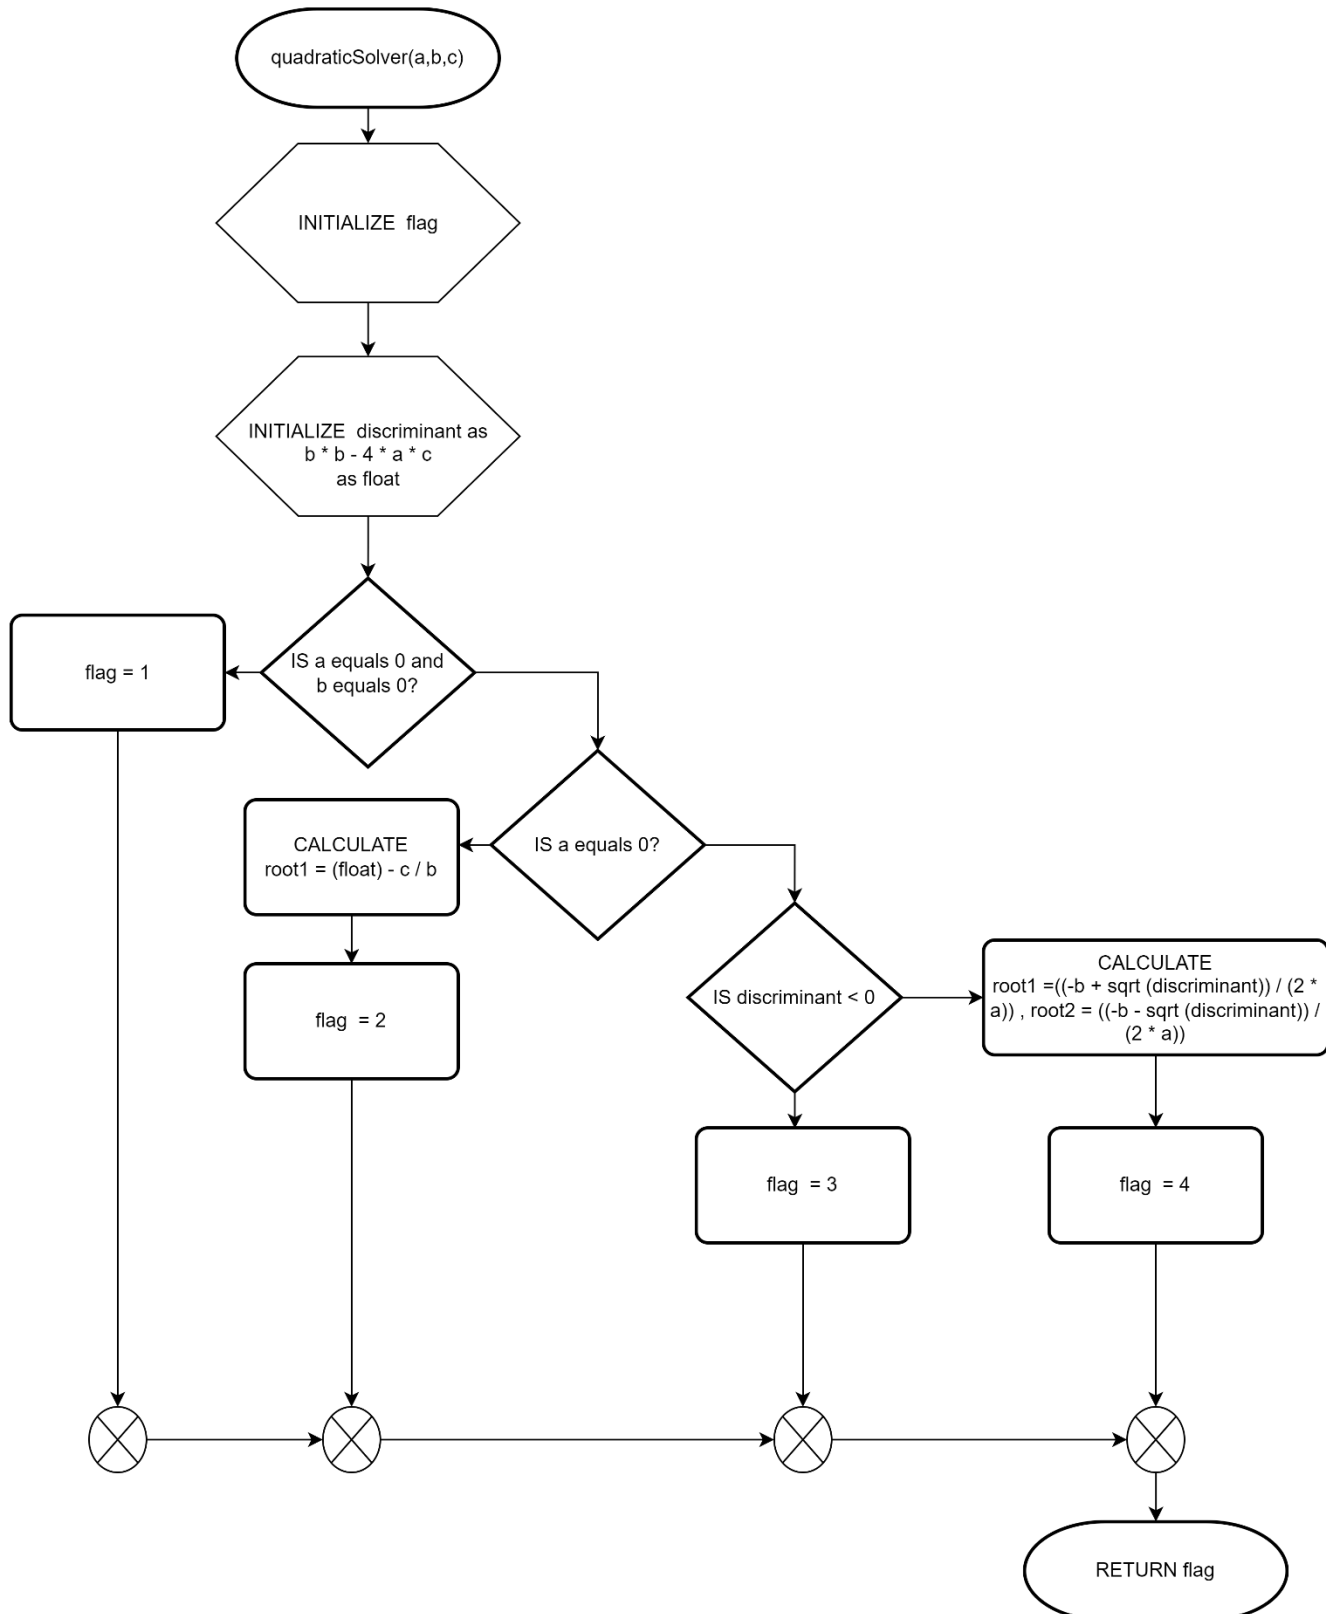 quadraticSolver(a,b,c)
INITIALIZE flag
INITIALIZE discriminant as
b * b - 4 * a * c
as float
IS a equals 0 and
b equals 0?
flag = 1
IS a equals 0?
CALCULATE
root1 = (float) - c / b
flag = 2
IS discriminant < 0
CALCULATE
root1 =((-b + sqrt (discriminant)) / (2 *
a)) , root2 = ((-b - sqrt (discriminant)) /
(2 * a))
flag = 3
flag = 4
RETURN flag